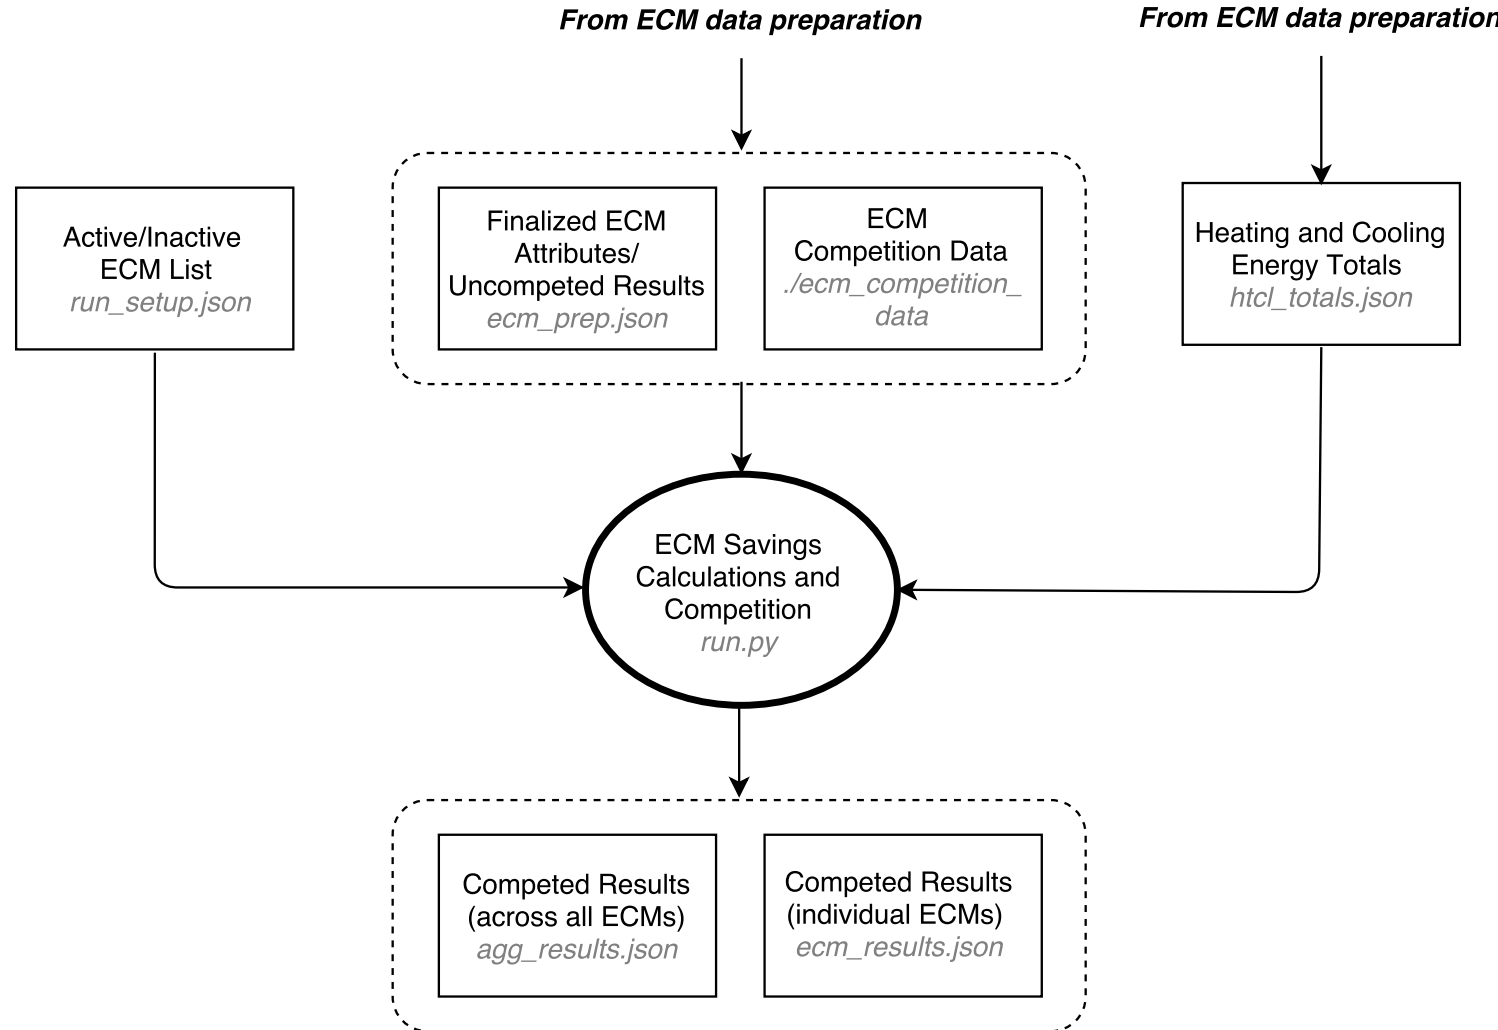 From ECM data preparation
From ECM data preparation
Active/Inactive
ECM List
run_setup.json
Finalized ECM
Attributes/
Uncompeted Results
ecm_prep.json
ECM
Competition Data
./ecm_competition_
data
Heating and Cooling
Energy Totals
htcl_totals.json
ECM Savings
Calculations and
Competition
run.py
Competed Results
(across all ECMs)
agg_results.json
Competed Results
(individual ECMs)
ecm_results.json